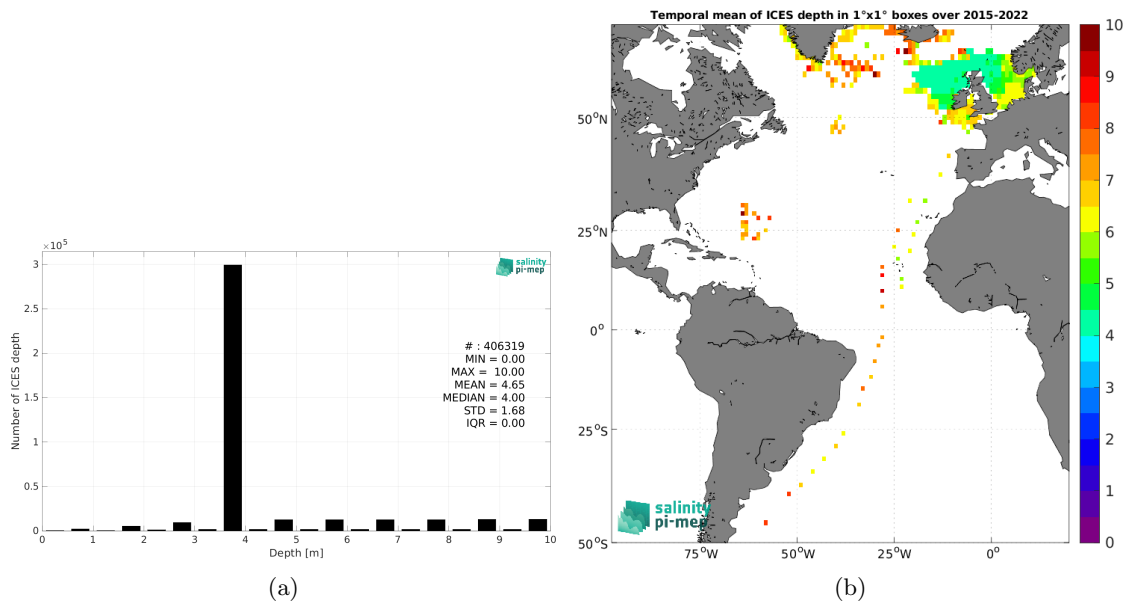 ×10⁵
3
2.5
2
1.5
1
0.5
0
Number of ICES depth
salinity
pi-mep
# : 406319
MIN = 0.00
MAX = 10.00
MEAN = 4.65
MEDIAN = 4.00
STD = 1.68
IQR = 0.00
0 1 2 3 4 5 6 7 8 9 10
Depth [m]
(a)
Temporal mean of ICES depth in 1°x1° boxes over 2015-2022
50°N
25°N
0°
25°S
50°S
75°W 50°W 25°W 0°
salinity
pi-mep
10
9
8
7
6
5
4
3
2
1
0
(b)